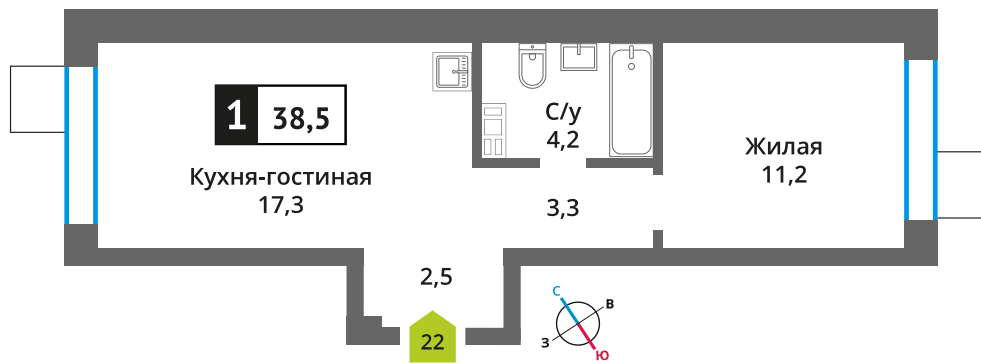 1 38,5
С/у
4,2
Кухня-гостиная
17,3
Жилая
11,2
3,3
2,5
22
С
В
З
Ю